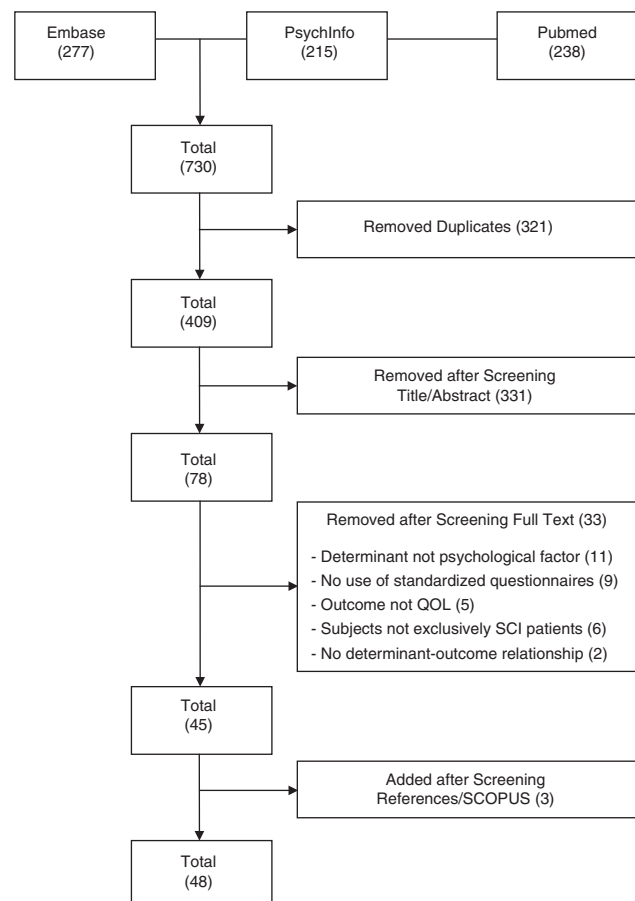 Embase
(277)
PsychInfo
(215)
Pubmed
(238)
Total
(730)
Removed Duplicates (321)
Total
(409)
Removed after Screening
Title/Abstract (331)
Total
(78)
Removed after Screening Full Text (33)
- Determinant not psychological factor (11)
- No use of standardized questionnaires (9)
- Outcome not QOL (5)
- Subjects not exclusively SCI patients (6)
- No determinant-outcome relationship (2)
Total
(45)
Added after Screening
References/SCOPUS (3)
Total
(48)